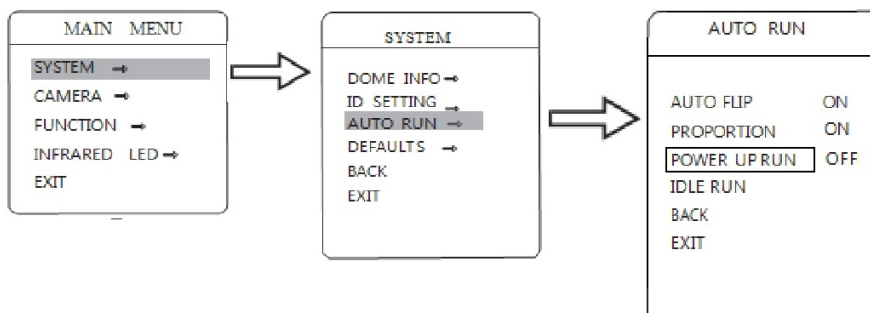 MAIN MENU
SYSTEM →
CAMERA →
FUNCTION →
INFRARED LED →
EXIT
SYSTEM
DOME INFO →
ID SETTING →
AUTO RUN →
DEFAULTS →
BACK
EXIT
AUTO RUN
AUTO FLIP ON
PROPORTION ON
POWER UP RUN OFF
IDLE RUN
BACK
EXIT